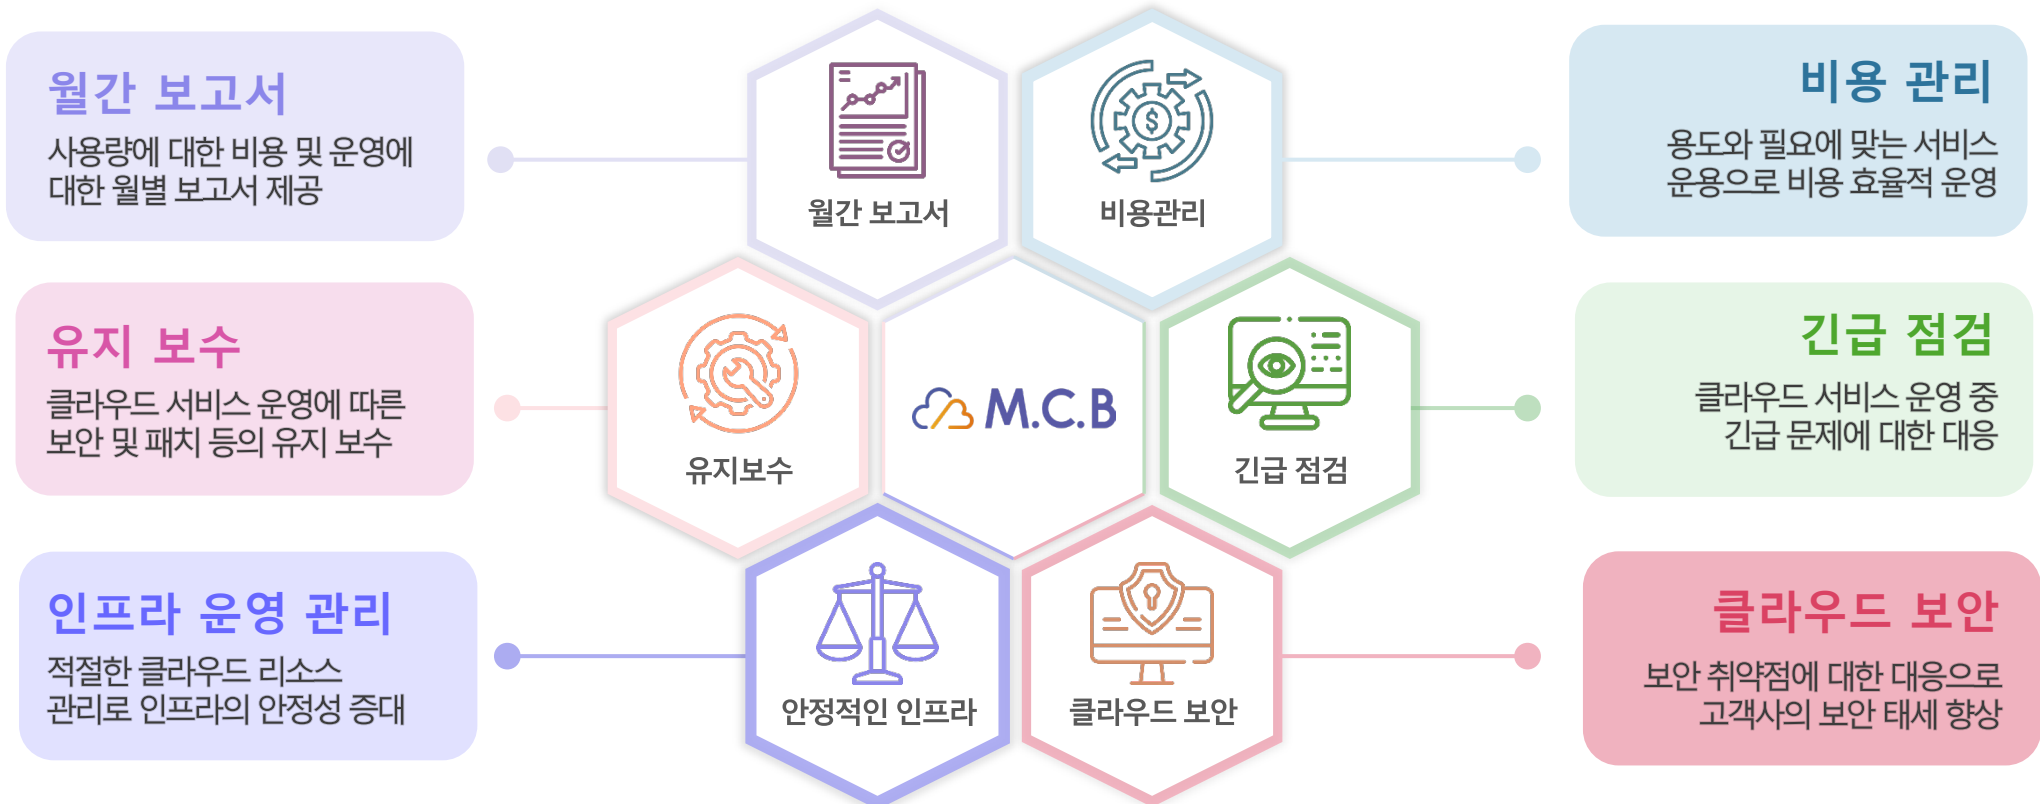 월간 보고서
사용량에 대한 비용 및 운영에
대한 월별 보고서 제공
유지 보수
클라우드 서비스 운영에 따른
보안 및 패치 등의 유지 보수
인프라 운영 관리
적절한 클라우드 리소스
관리로 인프라의 안정성 증대
월간 보고서
$
비용관리
유지보수
M.C.B
긴급 점검
안정적인 인프라
클라우드 보안
비용 관리
용도와 필요에 맞는 서비스
운용으로 비용 효율적 운영
긴급 점검
클라우드 서비스 운영 중
긴급 문제에 대한 대응
클라우드 보안
보안 취약점에 대한 대응으로
고객사의 보안 태세 향상